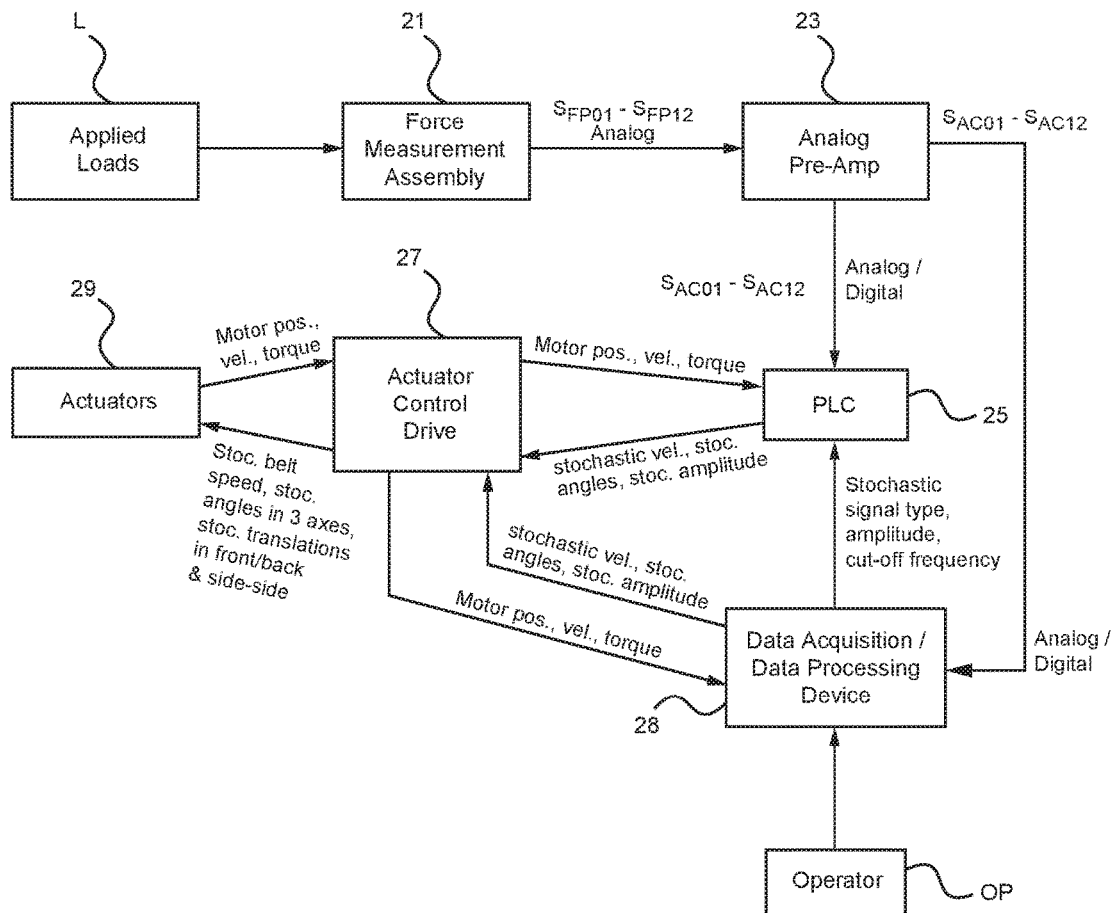 L
21
23
Applied
Loads
Force
Measurement
Assembly
SFP01 - SFP12
Analog
Analog
Pre-Amp
SAC01 - SAC12
SAC01 - SAC12
Analog /
Digital
29
27
Motor pos.,
vel., torque
Actuators
Actuator
Control
Drive
Motor pos., vel., torque
PLC
25
Stoc. belt
speed, stoc.
angles in 3 axes,
stoc. translations
in front/back
& side-side
stochastic vel., stoc.
angles, stoc. amplitude
stochastic vel., stoc.
angles, stoc. amplitude
Stochastic
signal type,
amplitude,
cut-off frequency
Motor pos., vel., torque
Data Acquisition /
Data Processing
Device
28
Analog /
Digital
Operator
OP